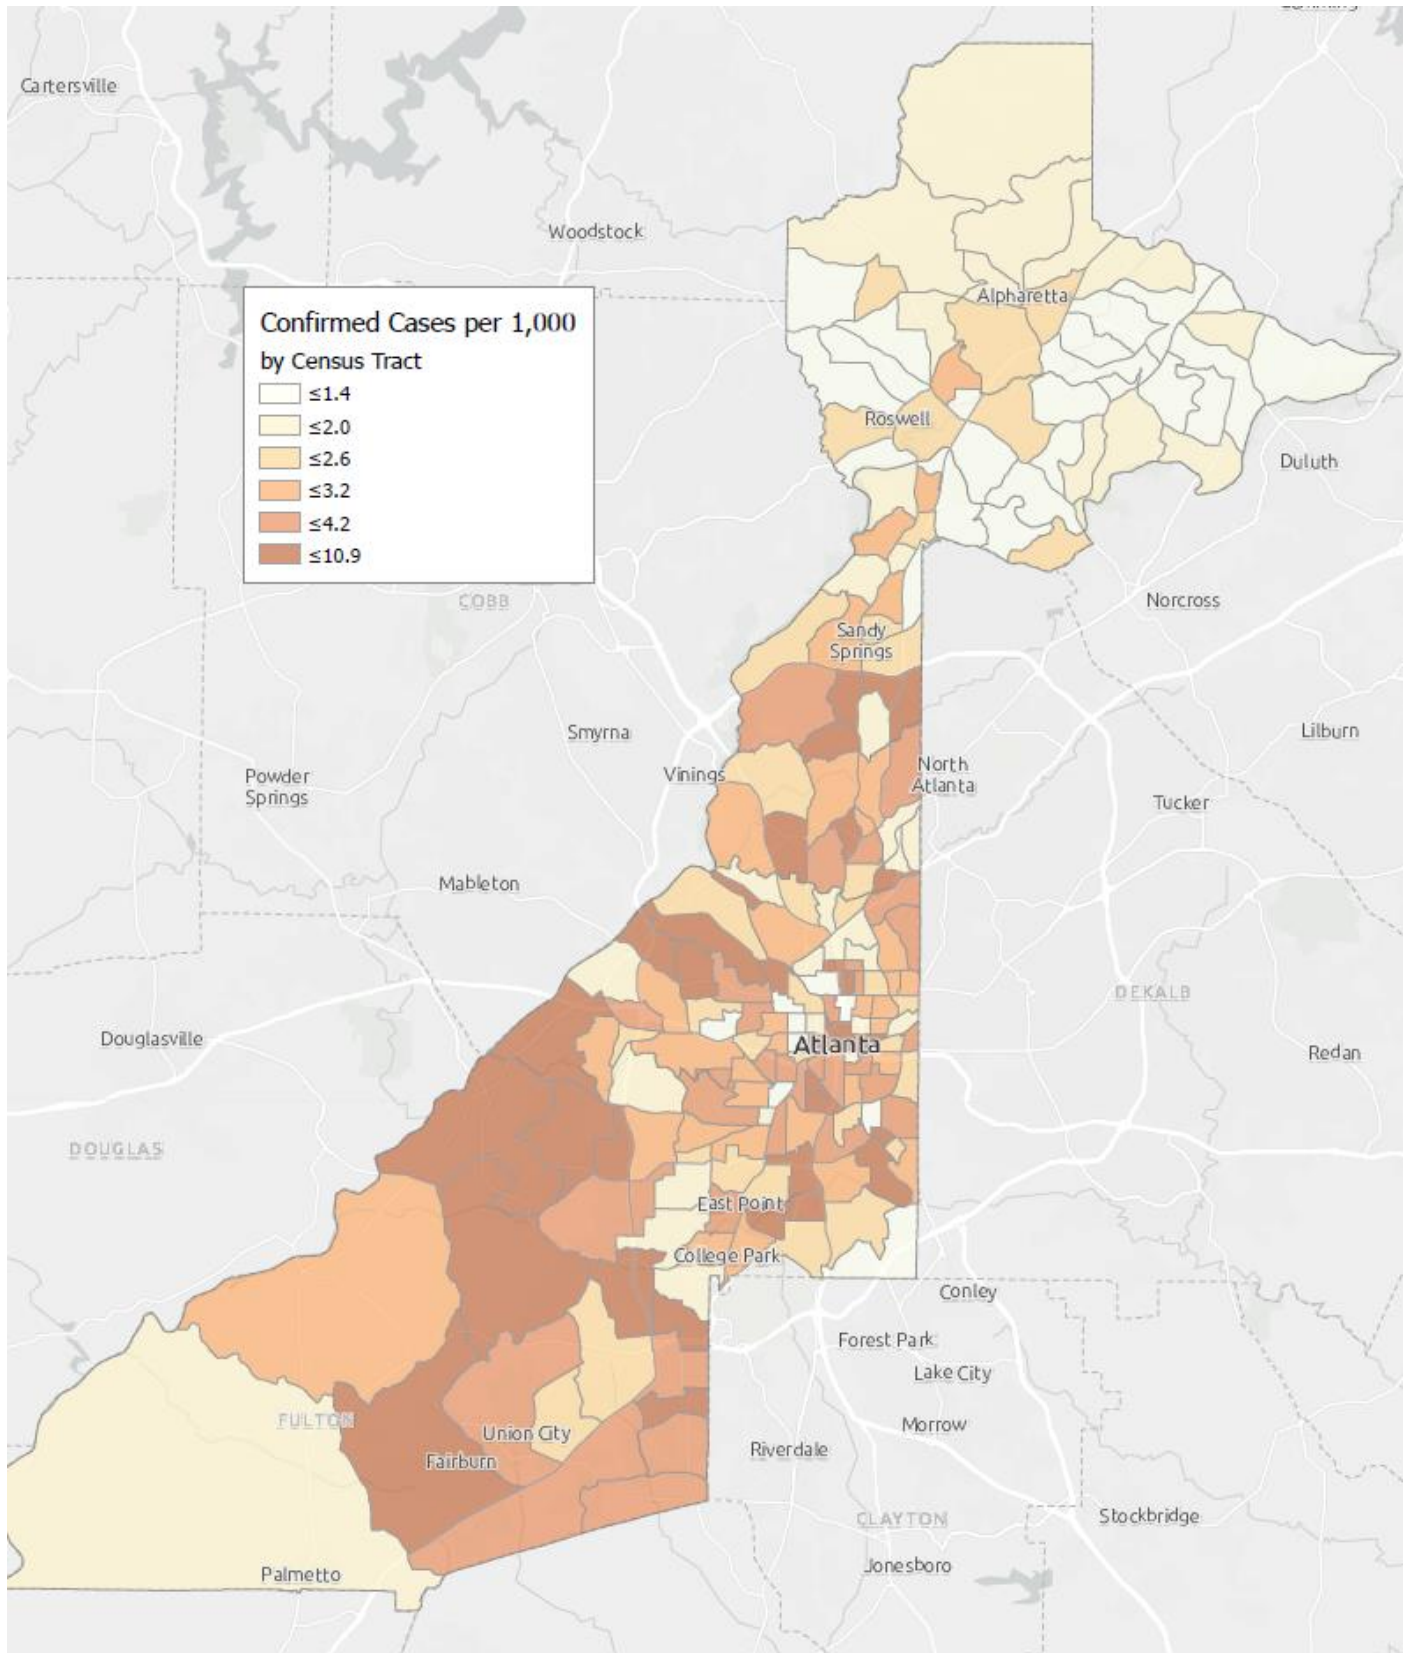 Cartersville
Woodstock
Confirmed Cases per 1,000
by Census Tract
≤1.4
≤2.0
≤2.6
≤3.2
≤4.2
≤10.9
Alpharetta
Roswell
Duluth
COBB
Norcross
Sandy
Springs
Smyrna
Lilburn
Vinings
North
Atlanta
Powder
Springs
Tucker
Mableton
DEKALB
Douglasville
Atlanta
Redan
DOUGLAS
East Point
College Park
Conley
Forest Park
Lake City
FULTON
Union City
Morrow
Riverdale
Fairburn
CLAYTON
Stockbridge
Jonesboro
Palmetto